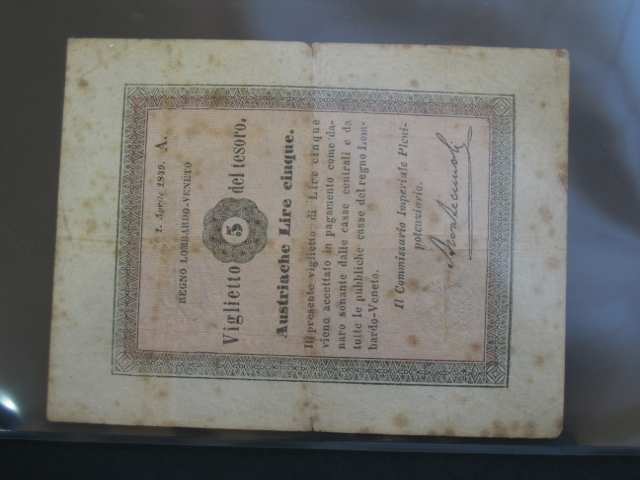 1. Aprile 1849. A.
REGNO LOMBARDO-VENETO
Viglietto 5 del tesoro.
Austriache Lire cinque.
Il presente viglietto di Lire cinque
viene accettato in pagamento come da-
naro sonante dalle casse centrali e da
tutte le pubbliche casse del regno Lom-
bardo-Veneto.
Il Commissario Imperiale Pleni-
potenziario.
Montecuccoli